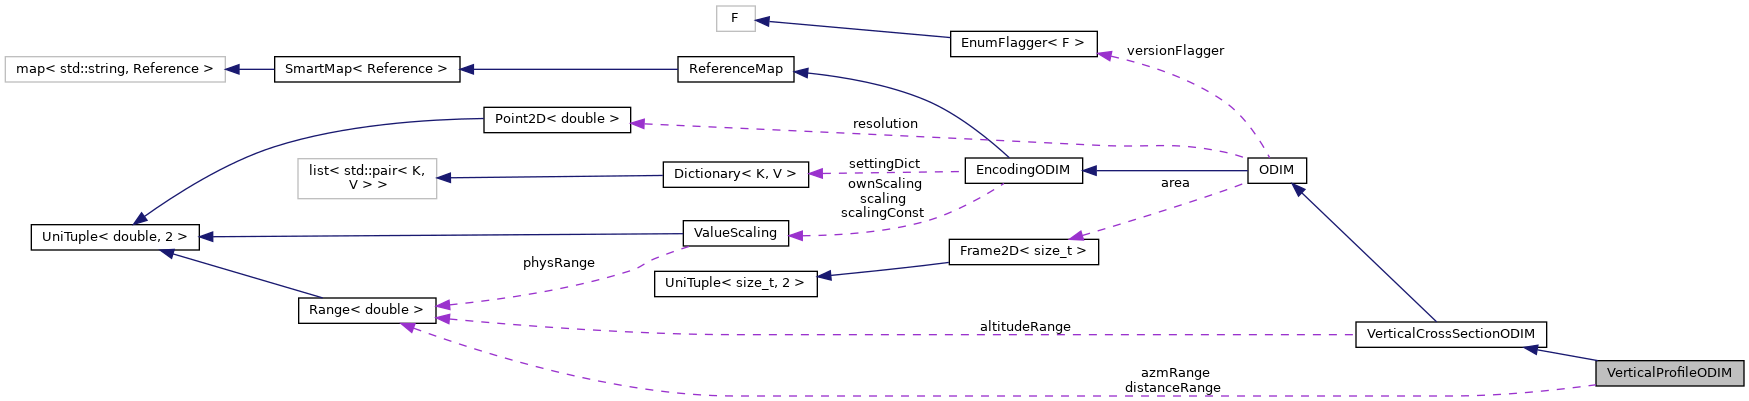 F
EnumFlagger< F >
versionFlagger
map< std::string, Reference >
SmartMap< Reference >
ReferenceMap
Point2D< double >
resolution
list< std::pair< K,
V > >
Dictionary< K, V >
settingDict
EncodingODIM
ODIM
ownScaling
scaling
scalingConst
area
UniTuple< double, 2 >
ValueScaling
Frame2D< size_t >
physRange
UniTuple< size_t, 2 >
Range< double >
altitudeRange
VerticalCrossSectionODIM
azmRange
distanceRange
VerticalProfileODIM